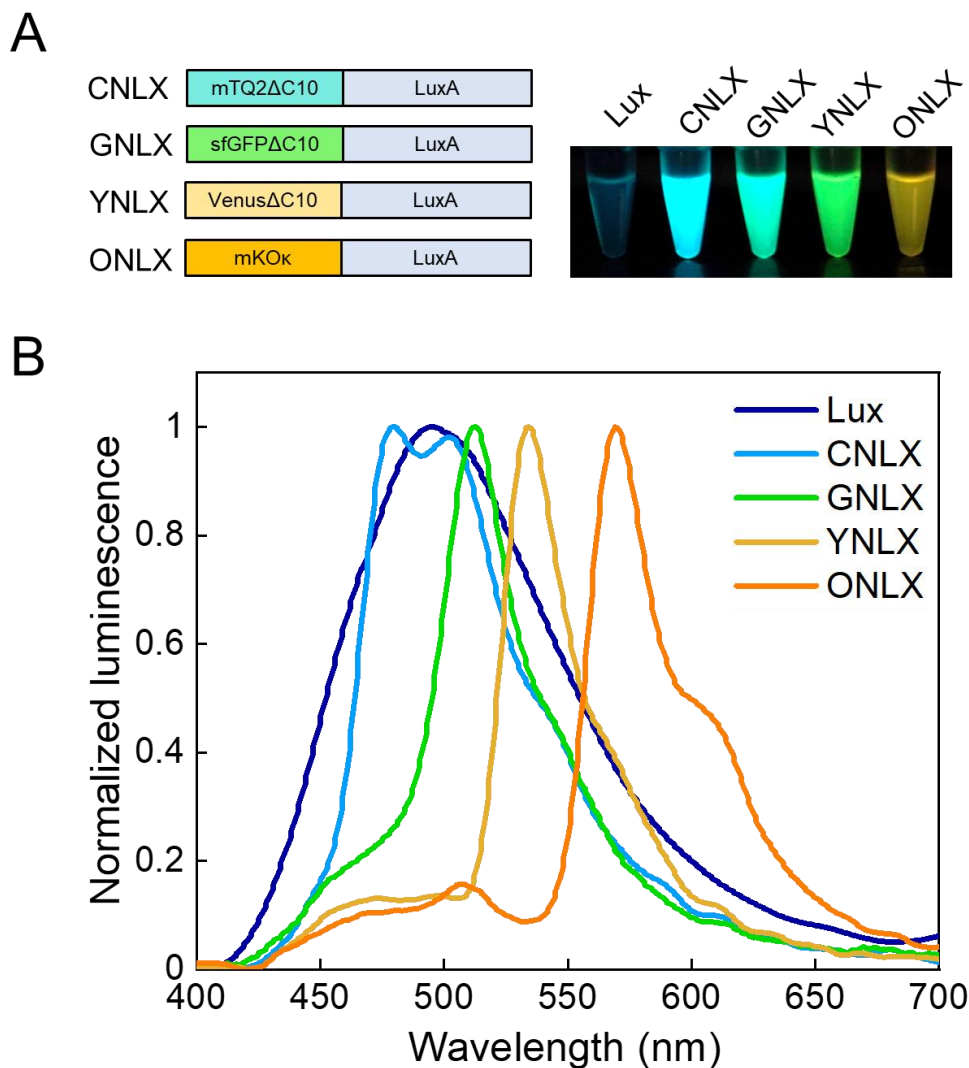 A
CNLX mTQ2ΔC10 LuxA
GNLX sfGFPΔC10 LuxA
YNLX VenusΔC10 LuxA
ONLX mKOκ LuxA
Lux CNLX GNLX YNLX ONLX
B
Normalized luminescence
1
0.8
0.6
0.4
0.2
0
Lux
CNLX
GNLX
YNLX
ONLX
400 450 500 550 600 650 700
Wavelength (nm)